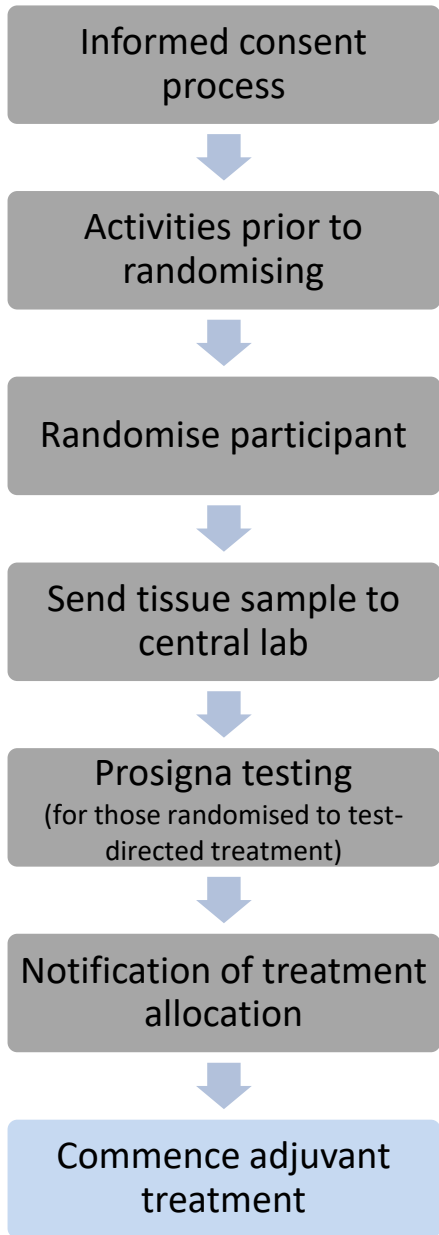 Informed consent
process
Activities prior to
randomising
Randomise participant
Send tissue sample to
central lab
Prosigna testing
(for those randomised to test-
directed treatment)
Notification of treatment
allocation
Commence adjuvant
treatment